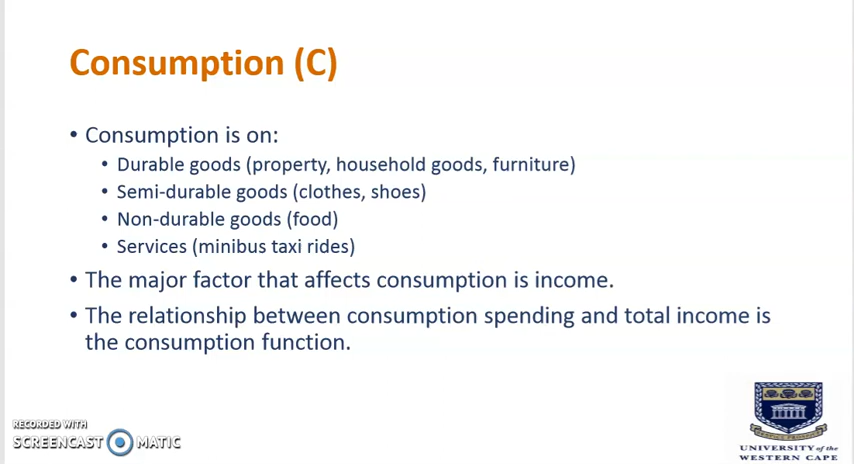 Consumption (C)
• Consumption is on:
• Durable goods (property, household goods, furniture)
• Semi-durable goods (clothes, shoes)
• Non-durable goods (food)
• Services (minibus taxi rides)
• The major factor that affects consumption is income.
• The relationship between consumption spending and total income is
the consumption function.
RECORDED WITH
SCREENCAST MATIC
UNIVERSITY of the
WESTERN CAPE